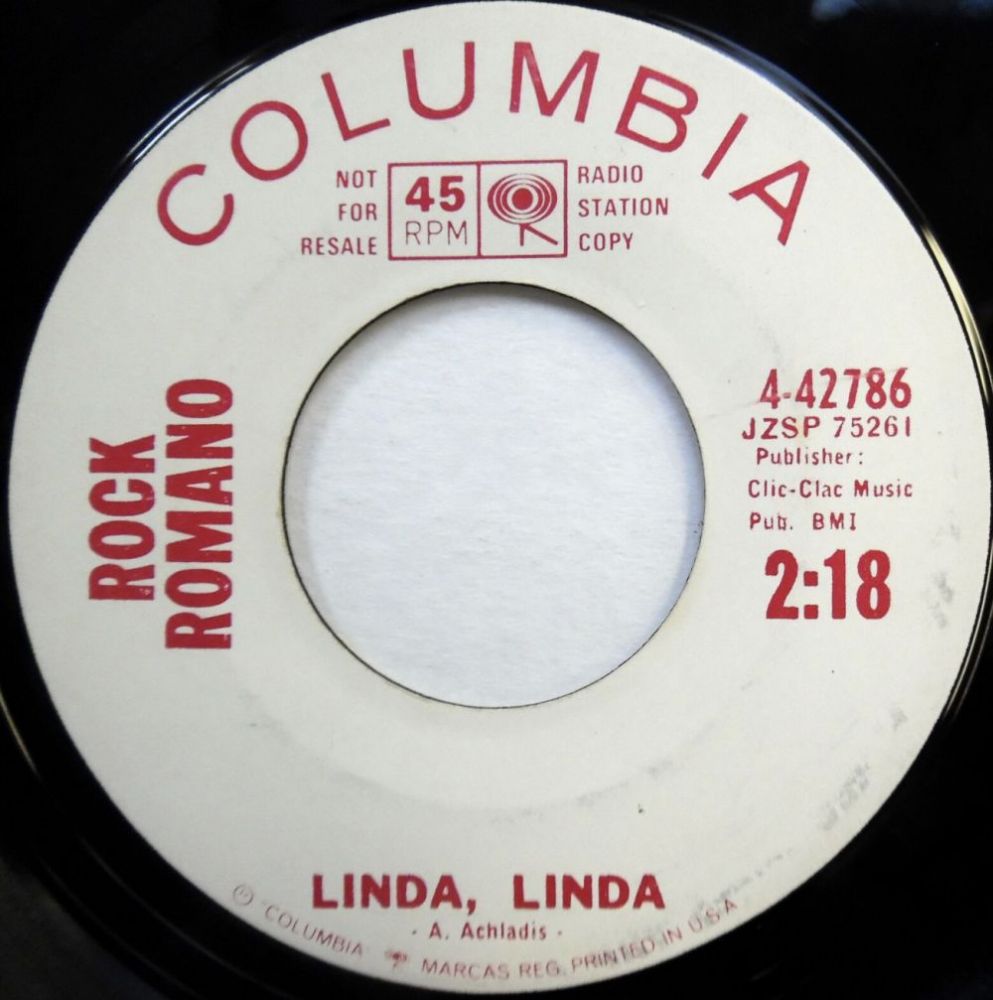 COLUMBIA
NOT
FOR
RESALE
45
RPM
RADIO
STATION
COPY
ROCK
ROMANO
4-42786
JZSP 75261
Publisher:
Clic-Clac Music
Pub. BMI
2:18
LINDA, LINDA
- A. Achladis -
COLUMBIA MARCAS REG. PRINTED IN U.S.A.